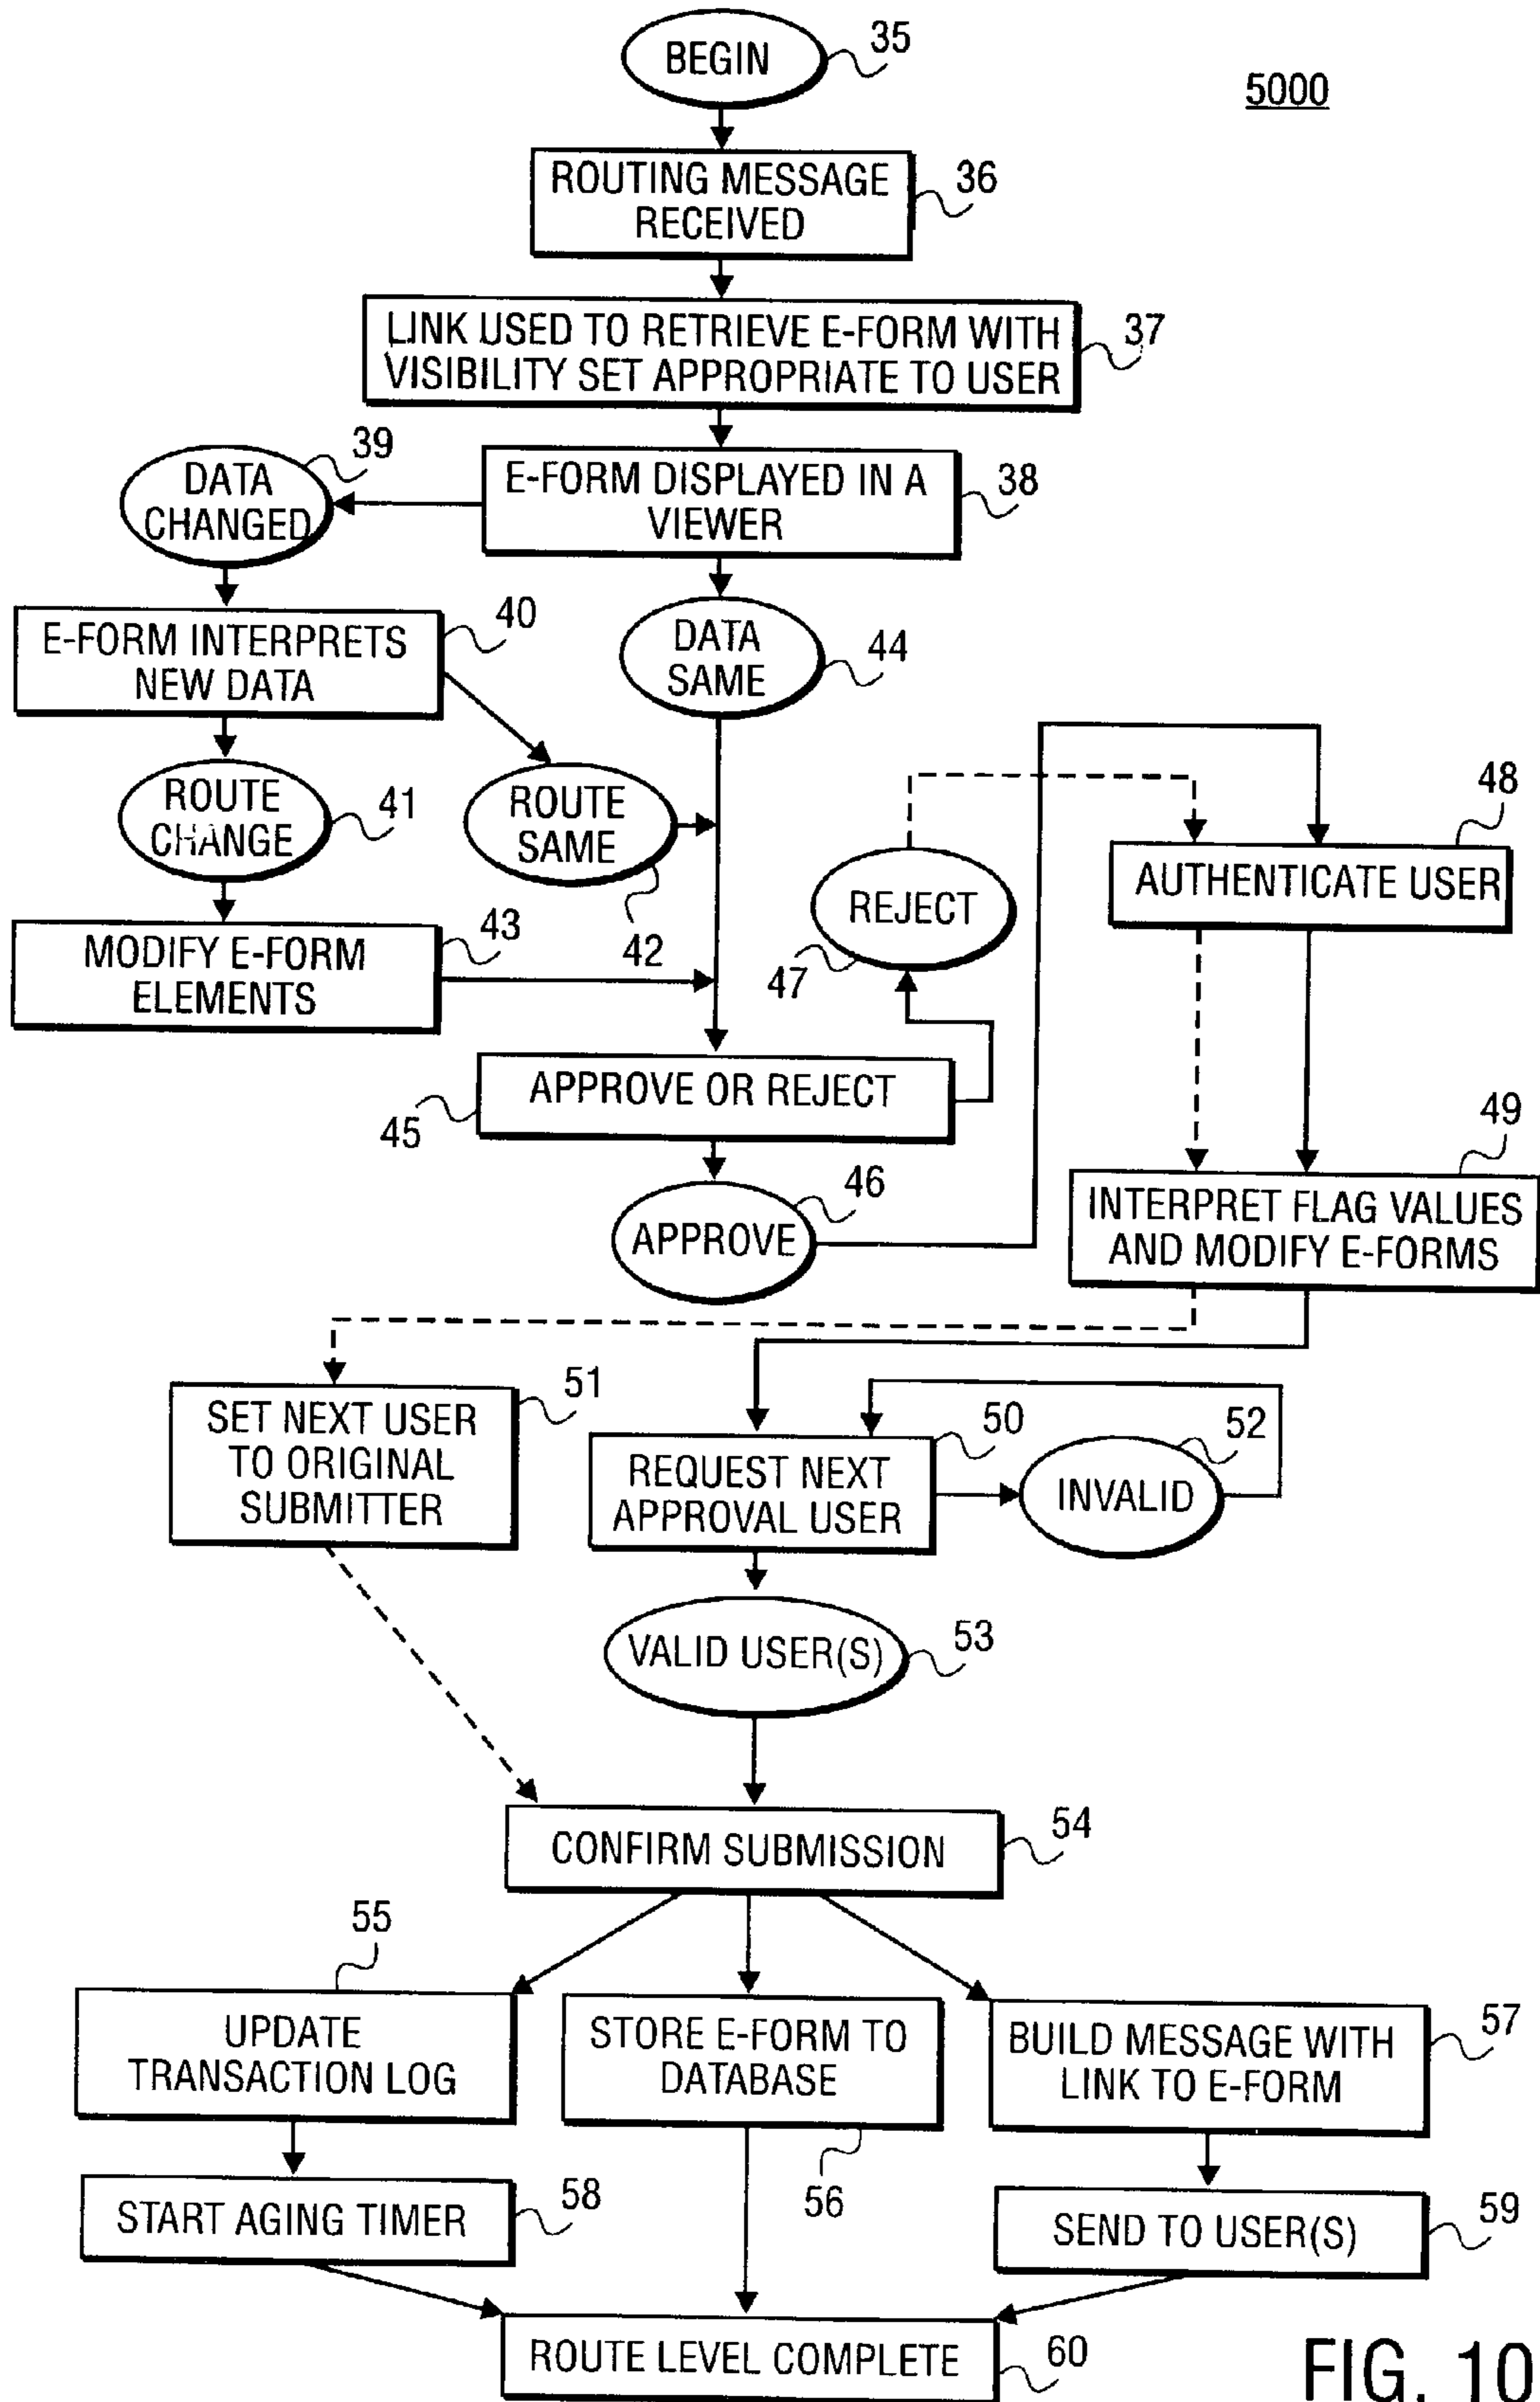 BEGIN
35
5000
ROUTING MESSAGE
RECEIVED
36
LINK USED TO RETRIEVE E-FORM WITH
VISIBILITY SET APPROPRIATE TO USER
37
DATA
CHANGED
39
E-FORM DISPLAYED IN A
VIEWER
38
E-FORM INTERPRETS
NEW DATA
40
DATA
SAME
44
ROUTE
CHANGE
41
ROUTE
SAME
42
REJECT
47
AUTHENTICATE USER
48
MODIFY E-FORM
ELEMENTS
43
APPROVE OR REJECT
45
APPROVE
46
INTERPRET FLAG VALUES
AND MODIFY E-FORMS
49
SET NEXT USER
TO ORIGINAL
SUBMITTER
51
REQUEST NEXT
APPROVAL USER
50
INVALID
52
VALID USER(S)
53
CONFIRM SUBMISSION
54
55
UPDATE
TRANSACTION LOG
STORE E-FORM TO
DATABASE
56
BUILD MESSAGE WITH
LINK TO E-FORM
57
START AGING TIMER
58
SEND TO USER(S)
59
ROUTE LEVEL COMPLETE
60
FIG. 10